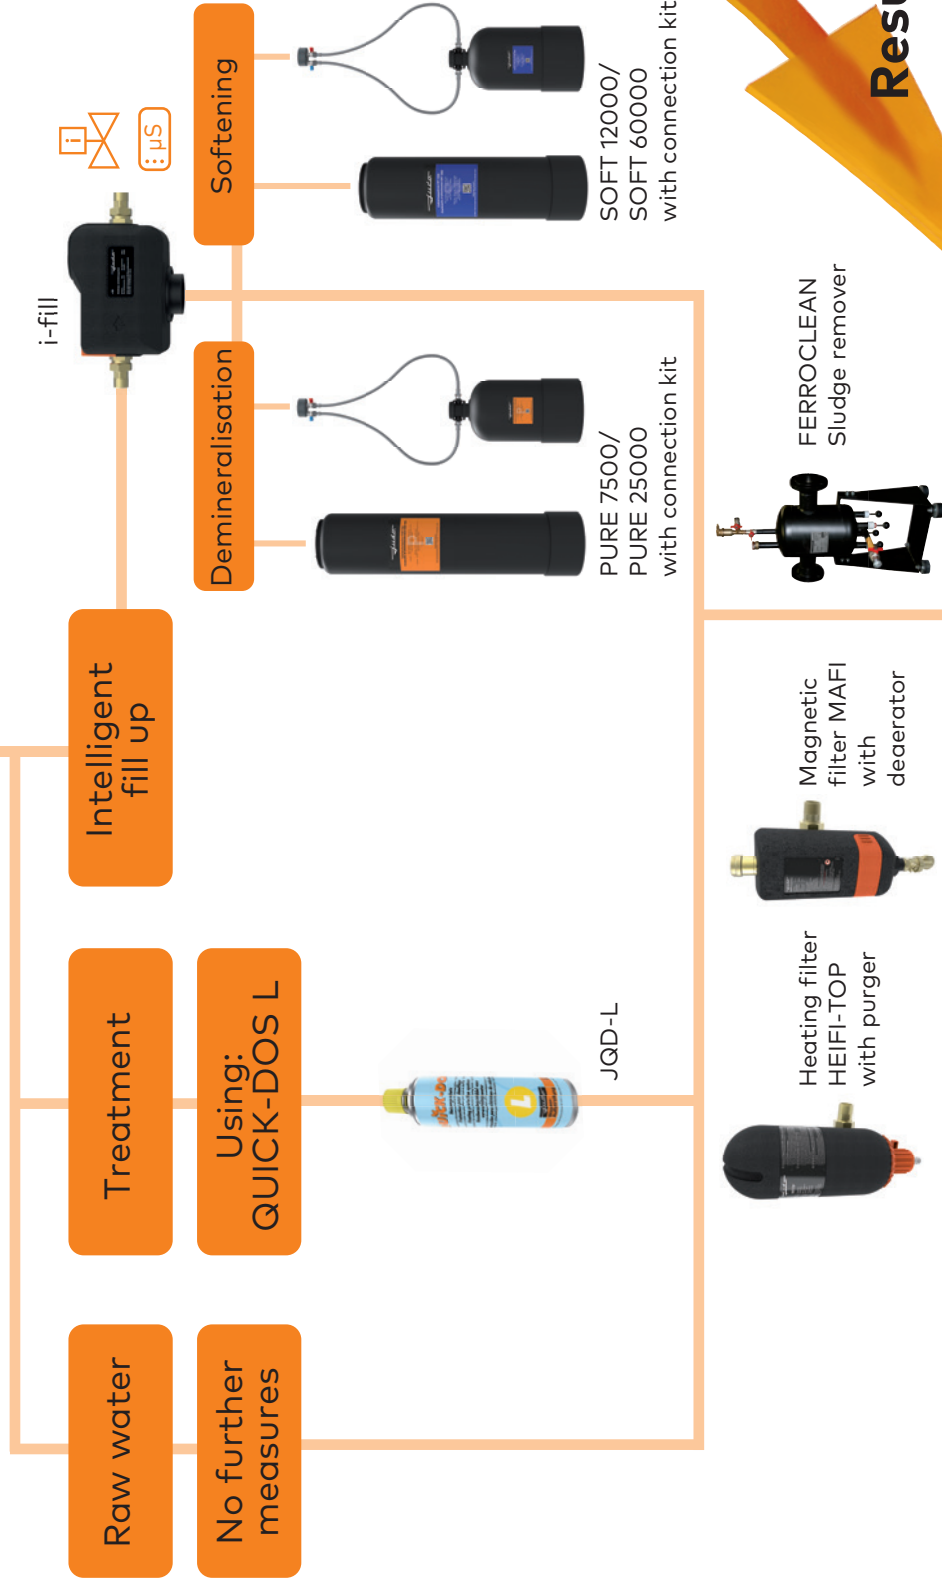 Raw water
No further
measures
Treatment
Using:
QUICK-DOS L
JQD-L
Intelligent
fill up
i-fill
i
µS
Demineralisation
PURE 7500/
PURE 25000
with connection kit
Softening
SOFT 12000/
SOFT 60000
with connection kit
Heating filter
HEIFI-TOP
with purger
Magnetic
filter MAFI
with
deaerator
FERROCLEAN
Sludge remover